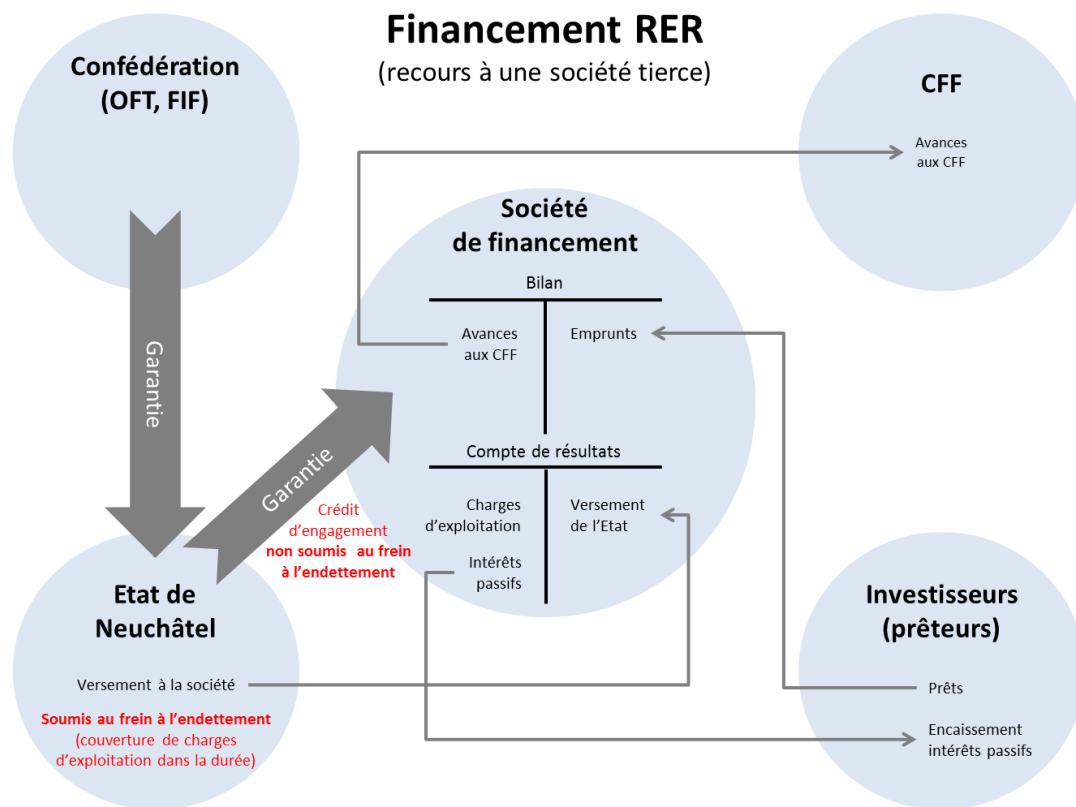 Financement RER
(recours à une société tierce)
Confédération
(OFT, FIF)
CFF
Avances
aux CFF
Société
de financement
Bilan
Avances
aux CFF
Emprunts
Garantie
Garantie
Compte de résultats
Charges
d’exploitation
Versement
de l’Etat
Intérêts
passifs
Crédit
d’engagement
non soumis au frein
à l’endettement
Etat de
Neuchâtel
Versement à la société
Soumis au frein à l’endettement
(couverture de charges
d’exploitation dans la durée)
Investisseurs
(prêteurs)
Prêts
Encaissement
intérêts passifs